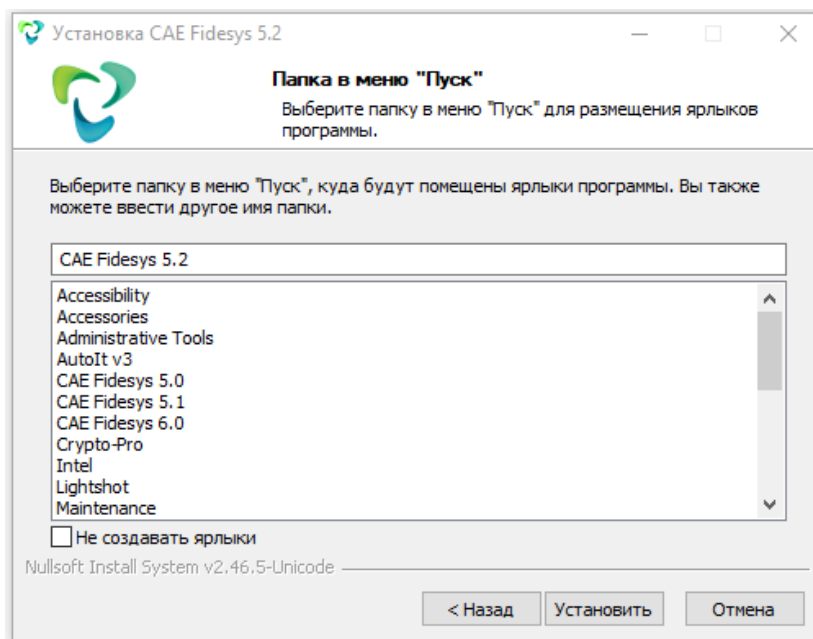 Установка CAE Fidesys 5.2
Папка в меню "Пуск"
Выберите папку в меню "Пуск" для размещения ярлыков
программы.
Выберите папку в меню "Пуск", куда будут помещены ярлыки программы. Вы также
можете ввести другое имя папки.
CAE Fidesys 5.2
Accessibility
Accessories
Administrative Tools
AutoIt v3
CAE Fidesys 5.0
CAE Fidesys 5.1
CAE Fidesys 6.0
Crypto-Pro
Intel
Lightshot
Maintenance
Не создавать ярлыки
Nullsoft Install System v2.46.5-Unicode
< Назад
Установить
Отмена